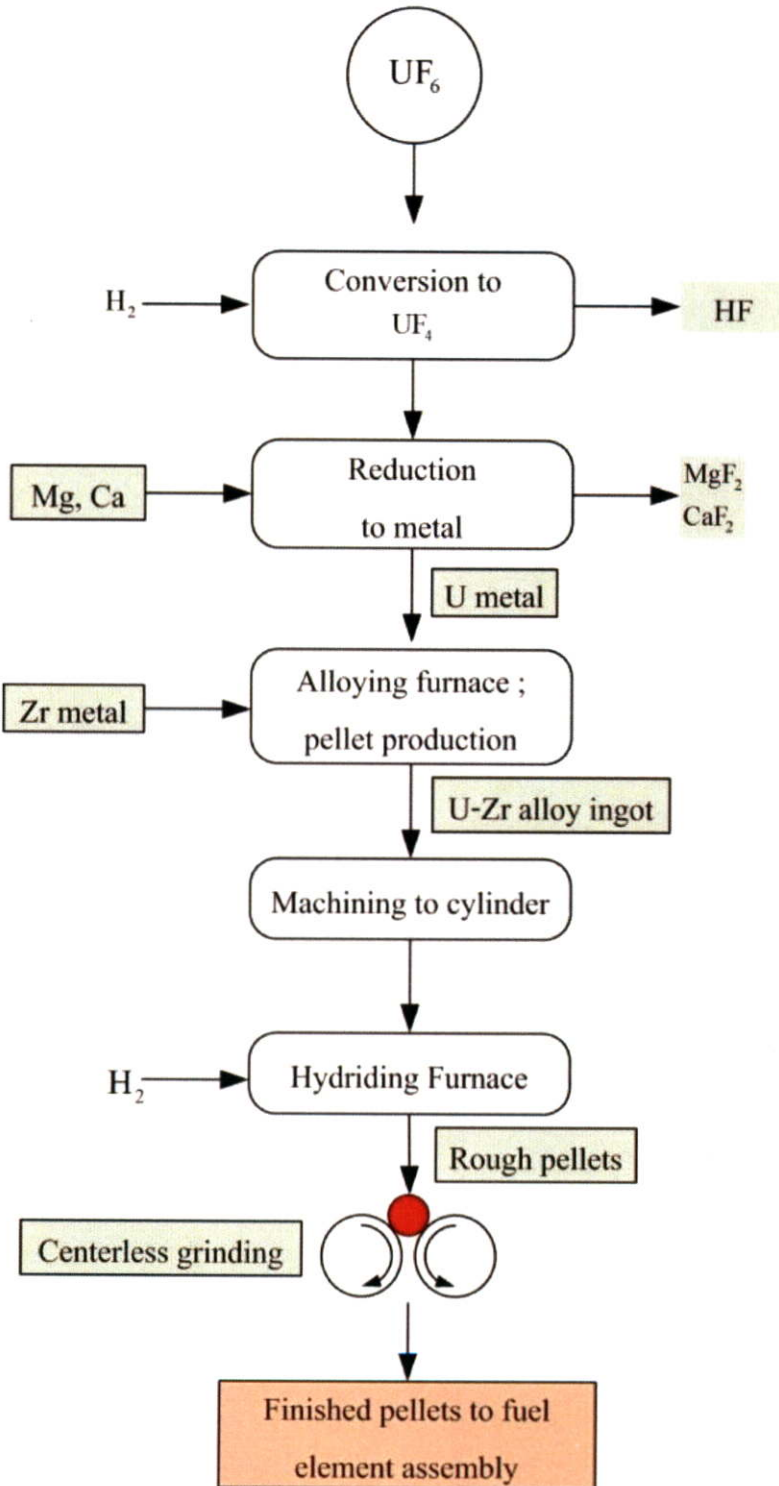 UF₆
Conversion to
UF₄
H₂
HF
Reduction
to metal
Mg, Ca
MgF₂
CaF₂
U metal
Alloying furnace ;
pellet production
Zr metal
U-Zr alloy ingot
Machining to cylinder
H₂
Hydriding Furnace
Rough pellets
Centerless grinding
Finished pellets to fuel
element assembly